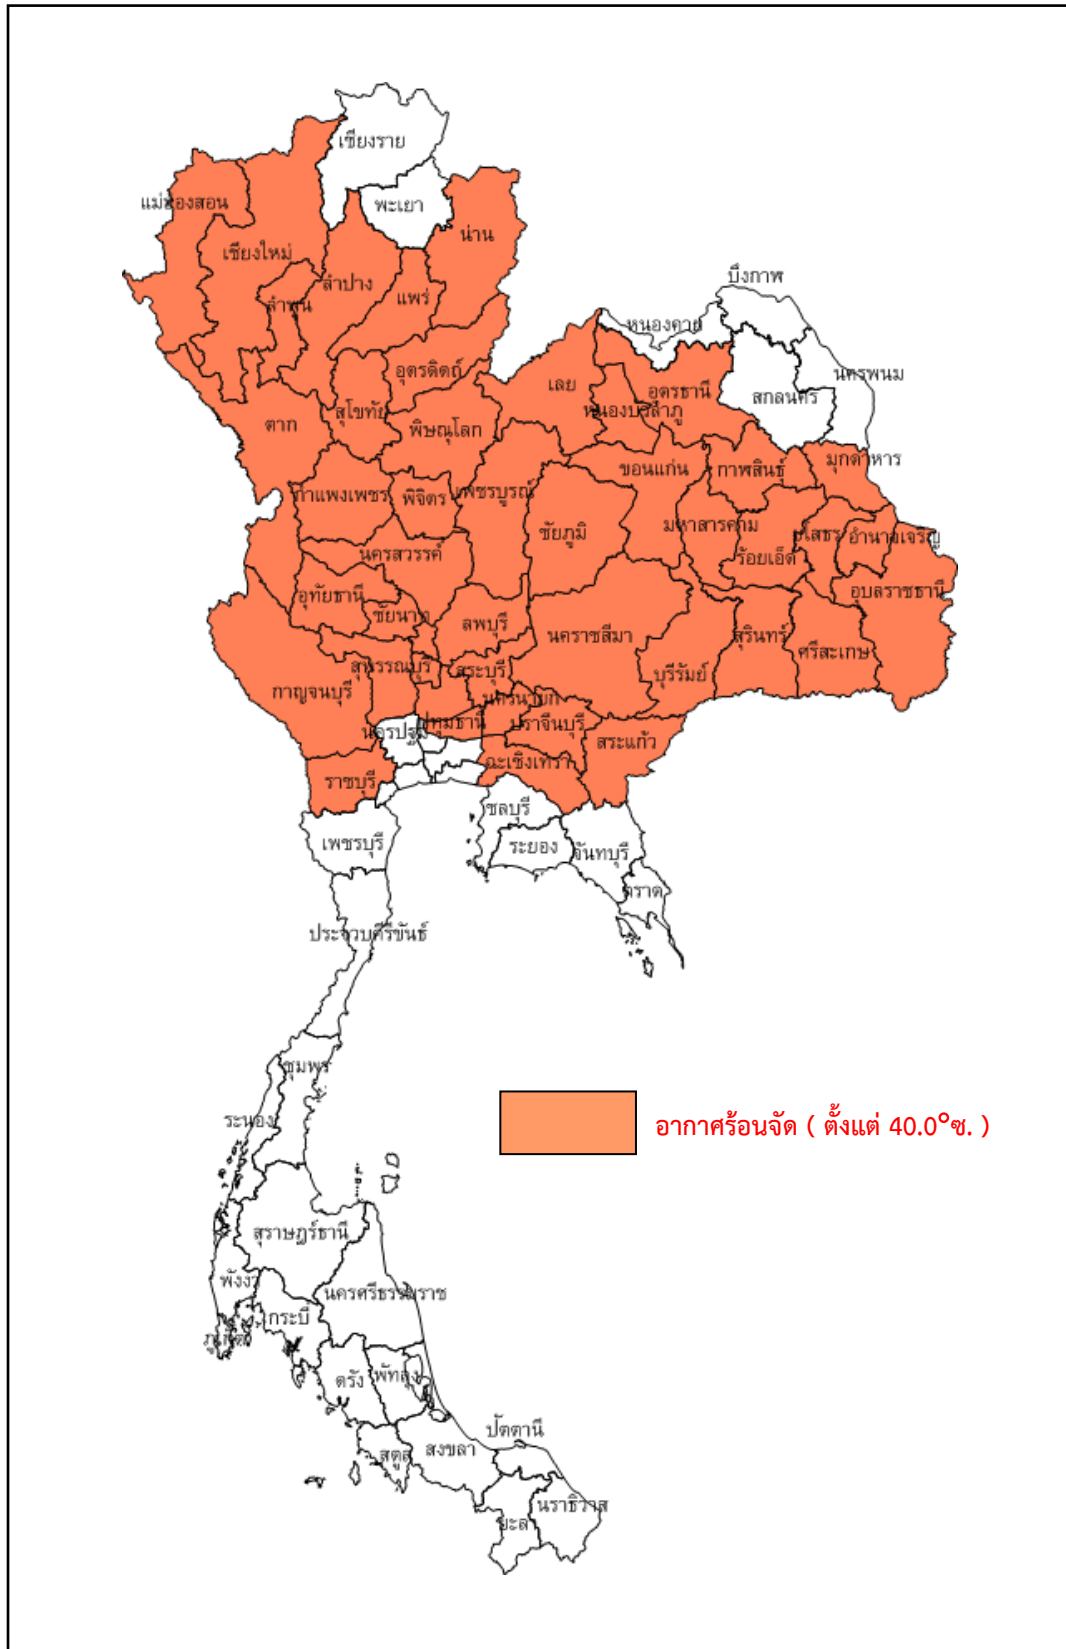 เชียงราย
พะเยา
แม่ฮ่องสอน
น่าน
เชียงใหม่
ลำปาง
แพร่
ลำพูน
บึงกาฬ
หนองคาย
นครพนม
อุตรดิตถ์
เลย
อุดรธานี
สกลนคร
หนองบัวลำภู
ตาก
สุโขทัย
พิษณุโลก
ขอนแก่น
กาฬสินธุ์
มุกดาหาร
กำแพงเพชร
พิจิตร
เพชรบูรณ์
ชัยภูมิ
มหาสารคาม
ยโสธร
อำนาจเจริญ
นครสวรรค์
ร้อยเอ็ด
อุทัยธานี
ชัยนาท
ลพบุรี
นคราชสีมา
สุรินทร์
อุบลราชธานี
สุพรรณบุรี
สระบุรี
บุรีรัมย์
ศรีสะเกษ
กาญจนบุรี
นครนายก
ปทุมธานี
ปราจีนบุรี
นครปฐม
สระแก้ว
ฉะเชิงเทรา
ราชบุรี
ชลบุรี
เพชรบุรี
ระยอง
จันทบุรี
ตราด
ประจวบคีรีขันธ์
ชุมพร
ระนอง
อากาศร้อนจัด ( ตั้งแต่ 40.0°ซ. )
สุราษฎร์ธานี
พังงา
นครศรีธรรมราช
กระบี่
ภูเก็ต
ตรัง
พัทลุง
ปัตตานี
สตูล
สงขลา
นราธิวาส
ยะลา